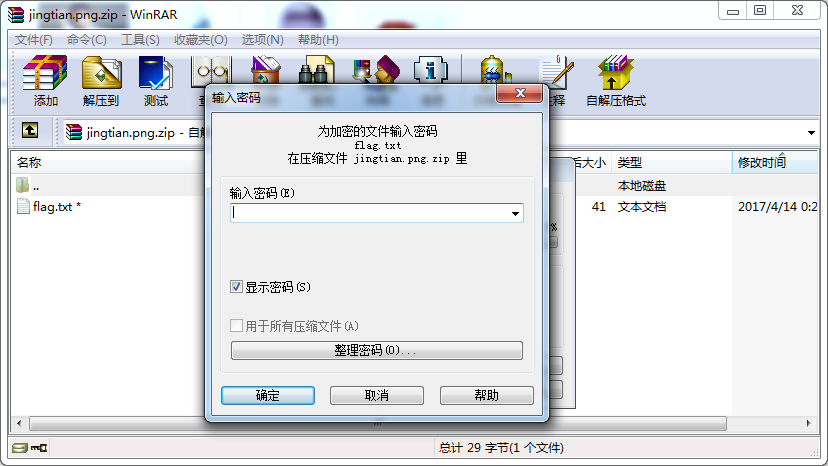 jingtian.png.zip - WinRAR
文件(F) 命令(C) 工具(S) 收藏夹(O) 选项(N) 帮助(H)
添加 解压到 测试 自解压格式
jingtian.png.zip - 自
名称 后大小 类型 修改时间
.. 本地磁盘
flag.txt * 41 文本文档 2017/4/14 0:2
输入密码
为加密的文件输入密码
flag.txt
在压缩文件 jingtian.png.zip 里
输入密码(E)
%
显示密码(S)
用于所有压缩文件(A)
整理密码(O)...
确定 取消 帮助
总计 29 字节(1 个文件)